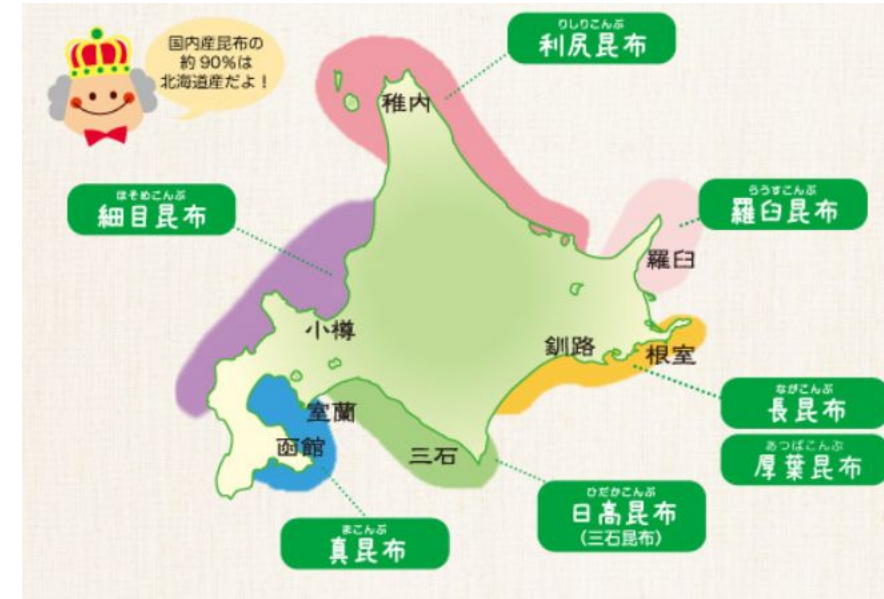 国内産昆布の
約90%は
北海道産だよ！
りしりこんぶ
利尻昆布
稚内
ほそめこんぶ
細目昆布
らうすこんぶ
羅臼昆布
羅臼
小樽
釧路
根室
ながこんぶ
長昆布
あつばこんぶ
厚葉昆布
室蘭
函館
三石
ひだかこんぶ
日高昆布
(三石昆布)
まこんぶ
真昆布